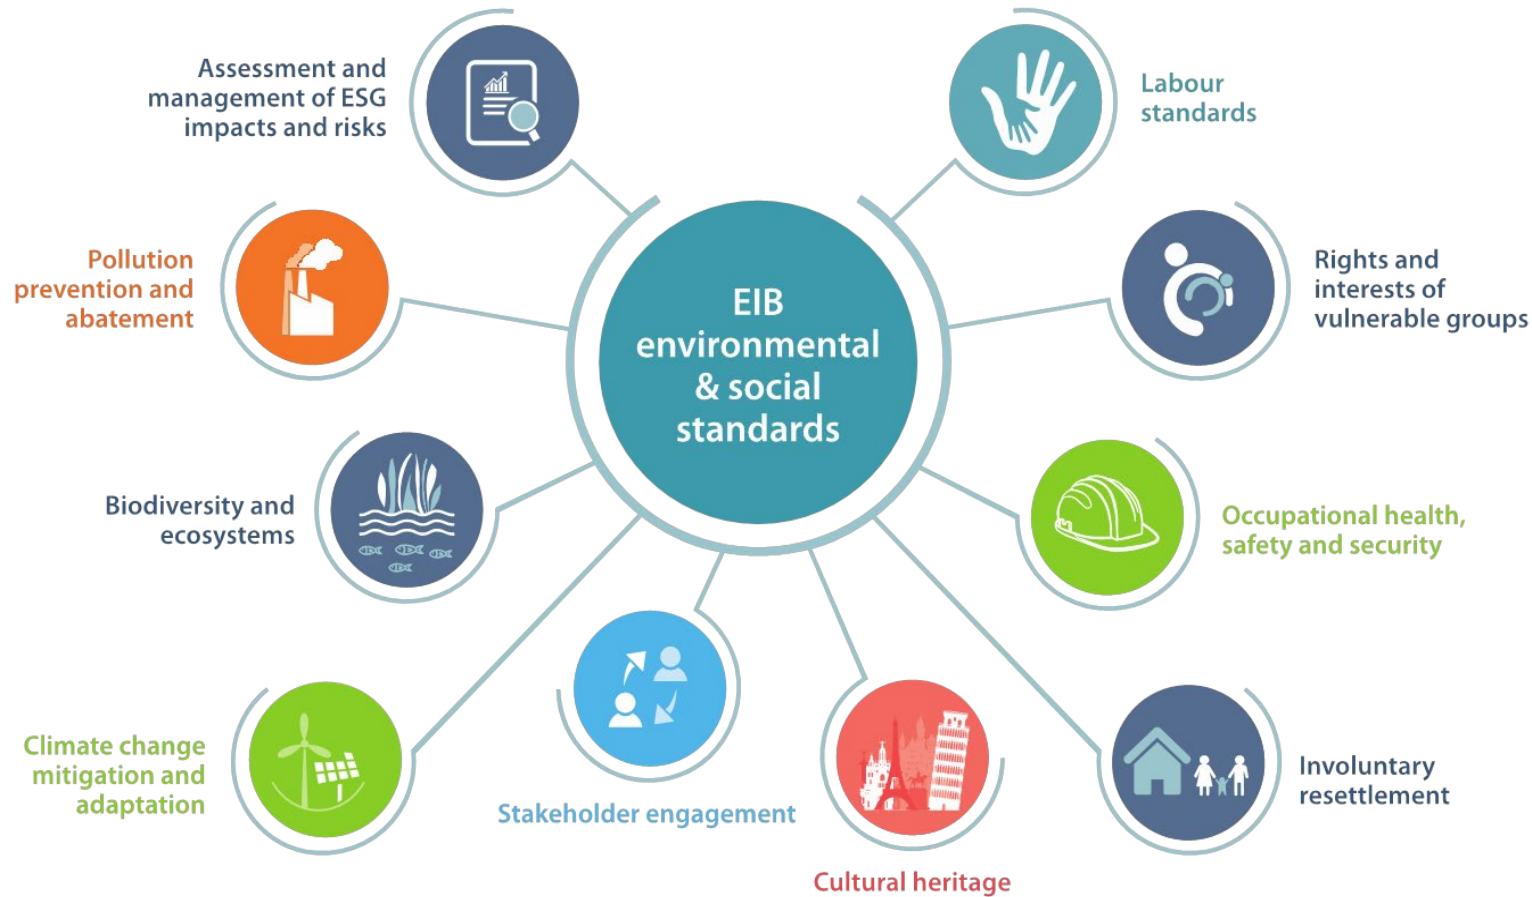 Assessment and
management of ESG
impacts and risks
Labour
standards
Pollution
prevention and
abatement
Rights and
interests of
vulnerable groups
EIB
environmental
& social
standards
Biodiversity and
ecosystems
Occupational health,
safety and security
Climate change
mitigation and
adaptation
Stakeholder engagement
Cultural heritage
Involuntary
resettlement